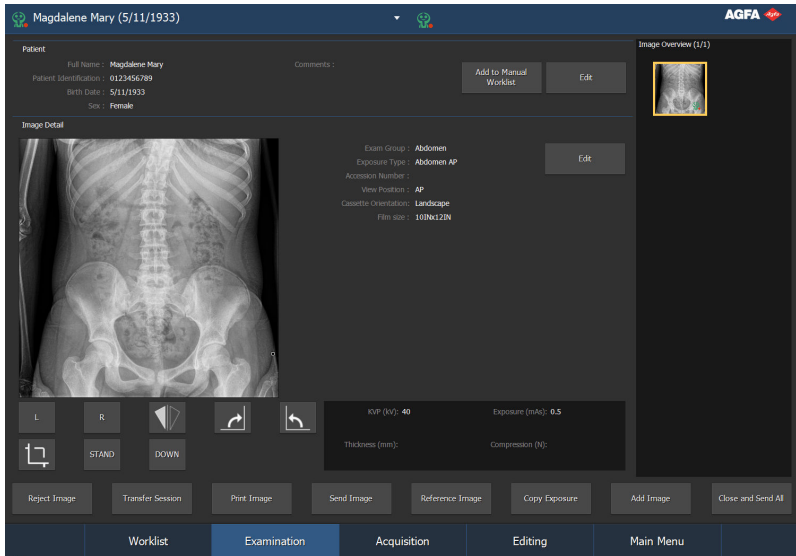 Magdalene Mary (5/11/1933)
AGFA
Patient
Full Name : Magdalene Mary
Comments :
Patient Identification : 0123456789
Birth Date : 5/11/1933
Sex : Female
Add to Manual
Worklist
Edit
Image Overview (1/1)
Image Detail
Exam Group : Abdomen
Exposure Type : Abdomen AP
Accession Number :
View Position : AP
Cassette Orientation: Landscape
Film size : 10INx12IN
Edit
L
R
STAND
DOWN
KVP (kV): 40
Exposure (mAs): 0.5
Thickness (mm):
Compression (N):
Reject Image
Transfer Session
Print Image
Send Image
Reference Image
Copy Exposure
Add Image
Close and Send All
Worklist
Examination
Acquisition
Editing
Main Menu